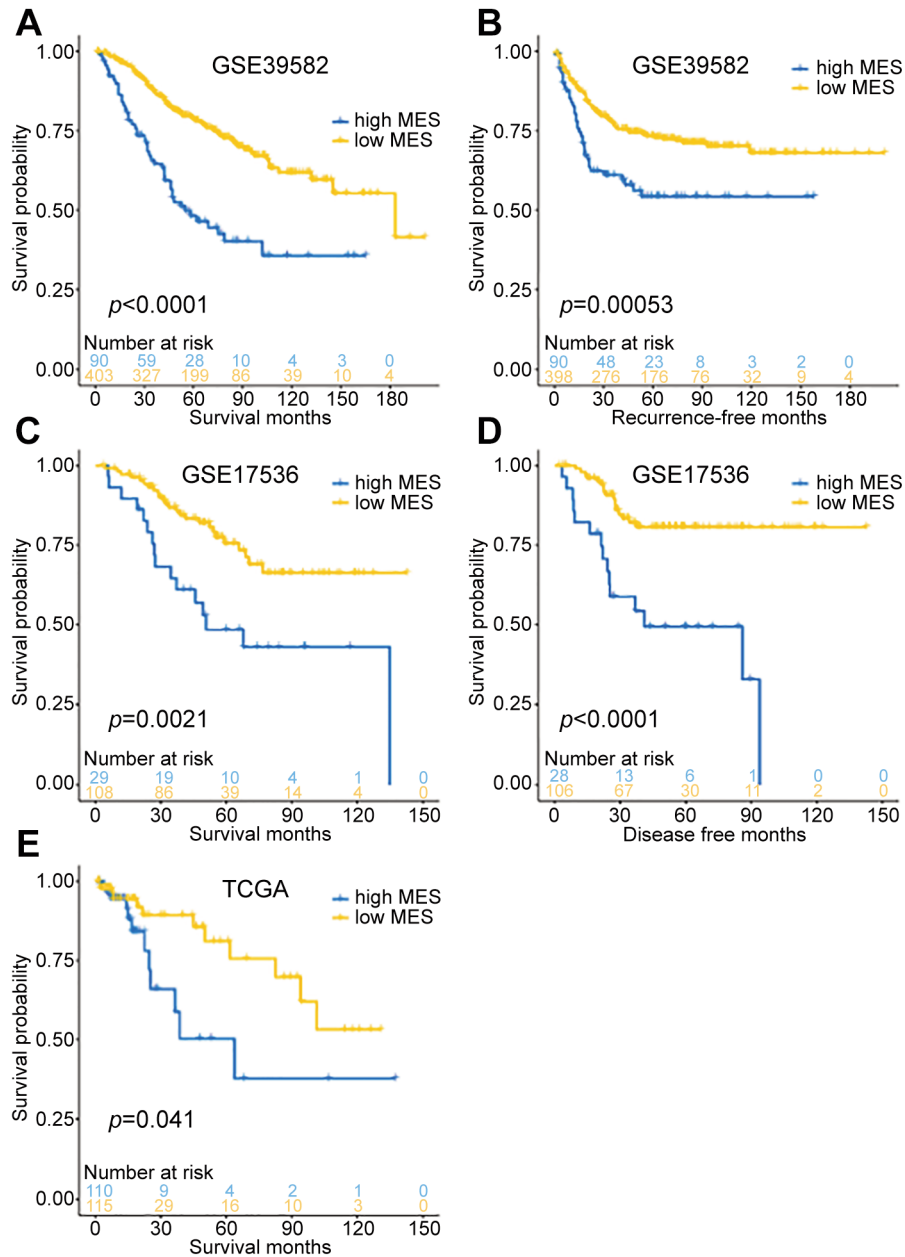 A
GSE39582
high MES
low MES
Survival probability
1.00
0.75
0.50
0.25
0.00
p<0.0001
Number at risk
90 59 28 10 4 3 0
403 327 199 86 39 10 4
0 30 60 90 120 150 180
Survival months
B
GSE39582
high MES
low MES
Survival probability
1.00
0.75
0.50
0.25
0.00
p=0.00053
Number at risk
90 48 23 8 3 2 0
398 276 176 76 32 9 4
0 30 60 90 120 150 180
Recurrence-free months
C
GSE17536
high MES
low MES
Survival probability
1.00
0.75
0.50
0.25
0.00
p=0.0021
Number at risk
29 19 10 4 1 0
108 86 39 14 4 0
0 30 60 90 120 150
Survival months
D
GSE17536
high MES
low MES
Survival probability
1.00
0.75
0.50
0.25
0.00
p<0.0001
Number at risk
28 13 6 1 0 0
106 67 30 11 2 0
0 30 60 90 120 150
Disease free months
E
TCGA
high MES
low MES
Survival probability
1.00
0.75
0.50
0.25
0.00
p=0.041
Number at risk
110 9 4 2 1 0
115 29 16 10 3 0
0 30 60 90 120 150
Survival months